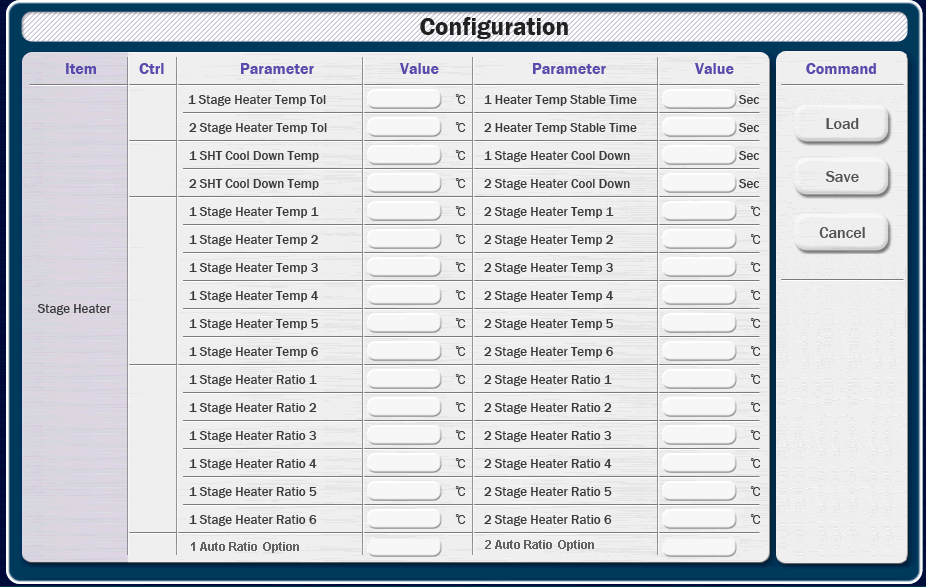 Configuration
Item Ctrl Parameter Value Parameter Value Command
1 Stage Heater Temp Tol ℃ 1 Heater Temp Stable Time Sec
2 Stage Heater Temp Tol ℃ 2 Heater Temp Stable Time Sec
1 SHT Cool Down Temp ℃ 1 Stage Heater Cool Down Sec
2 SHT Cool Down Temp ℃ 2 Stage Heater Cool Down Sec
1 Stage Heater Temp 1 ℃ 2 Stage Heater Temp 1 ℃
1 Stage Heater Temp 2 ℃ 2 Stage Heater Temp 2 ℃
1 Stage Heater Temp 3 ℃ 2 Stage Heater Temp 3 ℃
1 Stage Heater Temp 4 ℃ 2 Stage Heater Temp 4 ℃
Stage Heater
1 Stage Heater Temp 5 ℃ 2 Stage Heater Temp 5 ℃
1 Stage Heater Temp 6 ℃ 2 Stage Heater Temp 6 ℃
1 Stage Heater Ratio 1 ℃ 2 Stage Heater Ratio 1 ℃
1 Stage Heater Ratio 2 ℃ 2 Stage Heater Ratio 2 ℃
1 Stage Heater Ratio 3 ℃ 2 Stage Heater Ratio 3 ℃
1 Stage Heater Ratio 4 ℃ 2 Stage Heater Ratio 4 ℃
1 Stage Heater Ratio 5 ℃ 2 Stage Heater Ratio 5 ℃
1 Stage Heater Ratio 6 ℃ 2 Stage Heater Ratio 6 ℃
1 Auto Ratio Option 2 Auto Ratio Option
Load
Save
Cancel